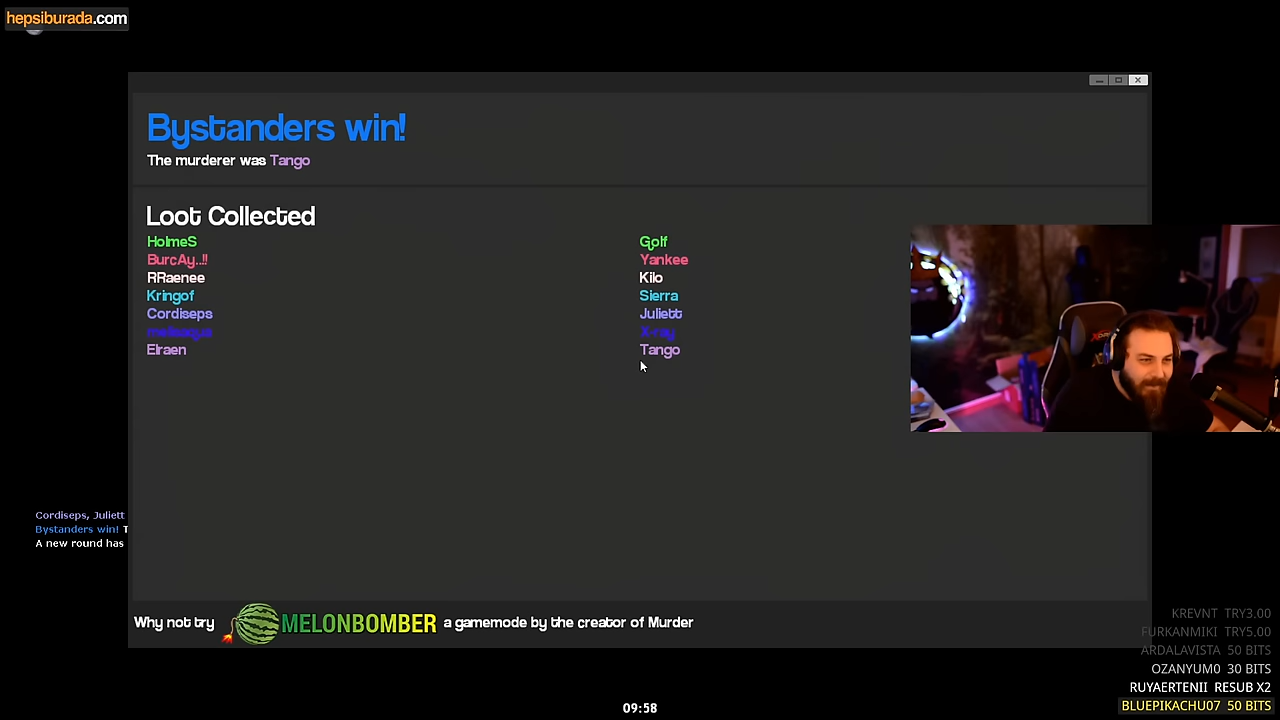 hepsiburada.com
Bystanders win!
The murderer was Tango
Loot Collected
HolmeS Golf
BurcAy..!! Yankee
RRaenee Kilo
Kringof Sierra
Cordiseps Juliett
X-ray
Elraen Tango
Cordiseps, Juliett
Bystanders win! T
A new round has
Why not try MELONBOMBER a gamemode by the creator of Murder
KREVNT TRY3.00
FURKANMIKI TRY5.00
ARDALAVISTA 50 BITS
OZANYUM0 30 BITS
RUYAERTENII RESUB X2
BLUEPIKACHU07 50 BITS
09:58